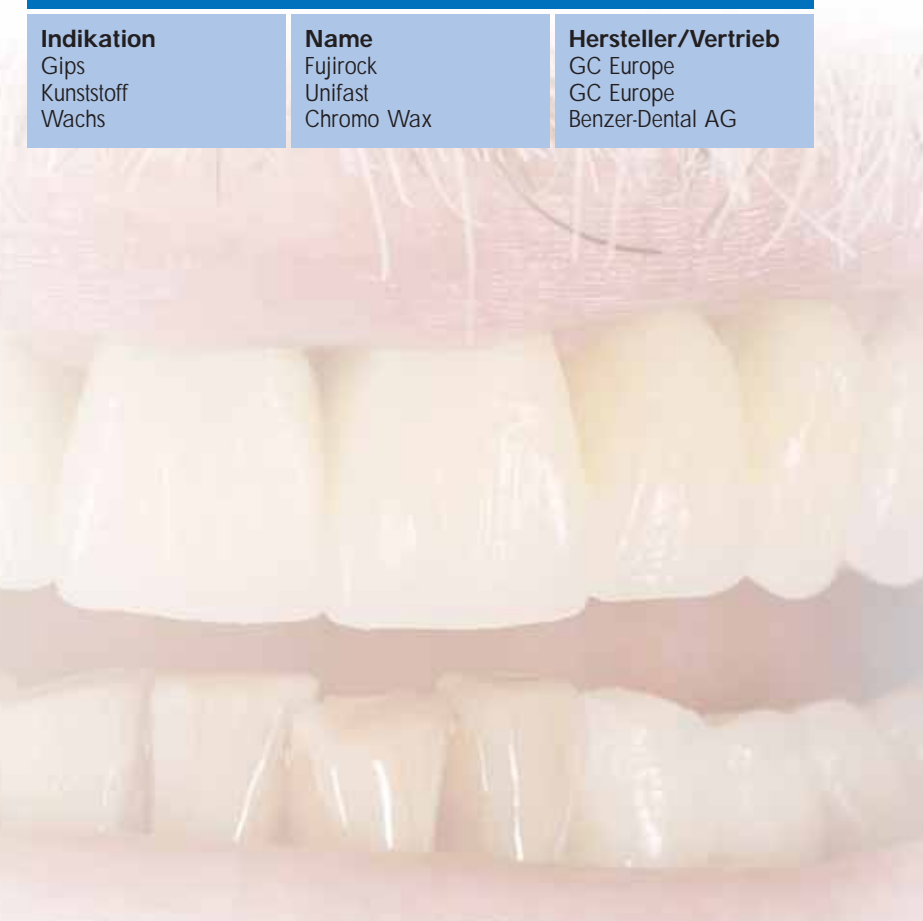 Indikation Name Hersteller/Vertrieb
Gips Fujirock GC Europe
Kunststoff Unifast GC Europe
Wachs Chromo Wax Benzer-Dental AG